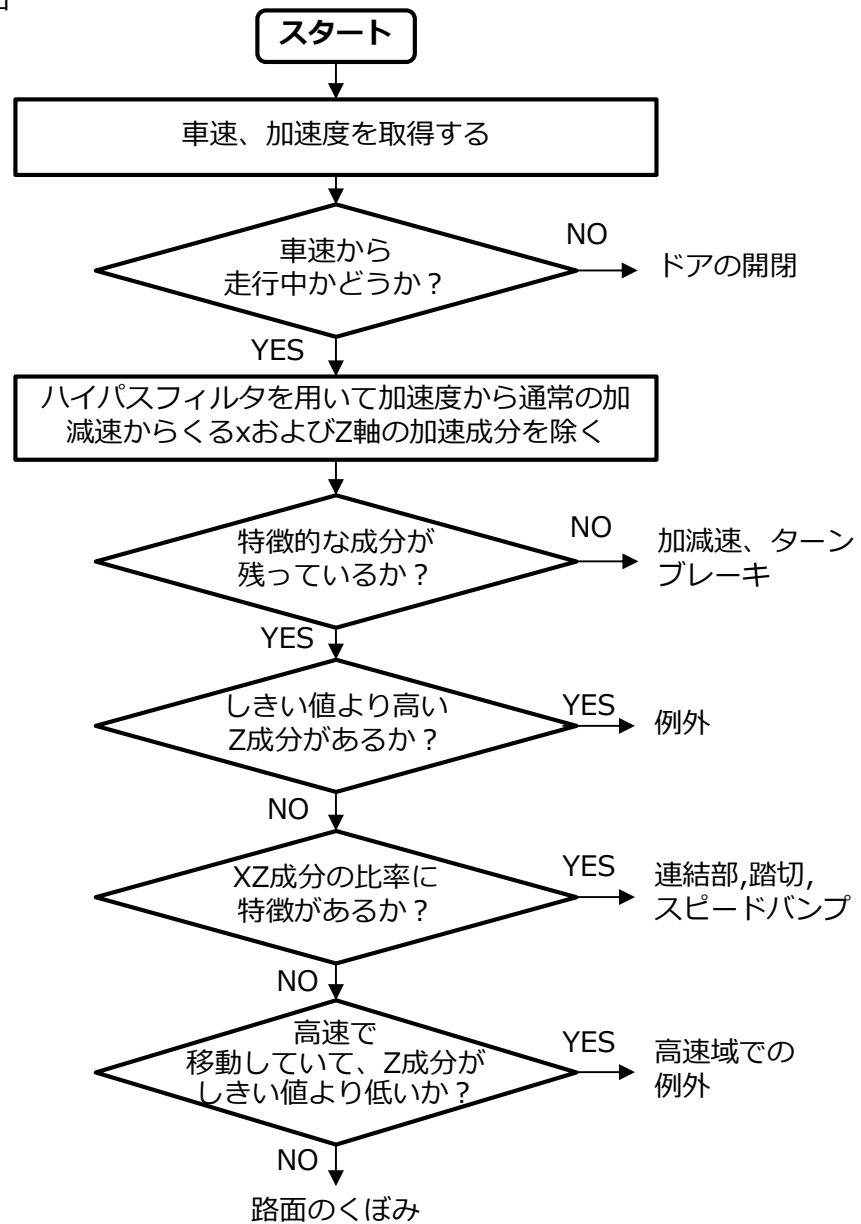 スタート
車速、加速度を取得する
車速から
走行中かどうか？
NO
ドアの開閉
YES
ハイパスフィルタを用いて加速度から通常の加
減速からくるxおよびZ軸の加速成分を除く
特徴的な成分が
残っているか？
NO
加減速、ターン
ブレーキ
YES
しきい値より高い
Z成分があるか？
YES
例外
NO
XZ成分の比率に
特徴があるか？
YES
連結部,踏切,
スピードバンプ
NO
高速で
移動していて、Z成分が
しきい値より低いか？
YES
高速域での
例外
NO
路面のくぼみ